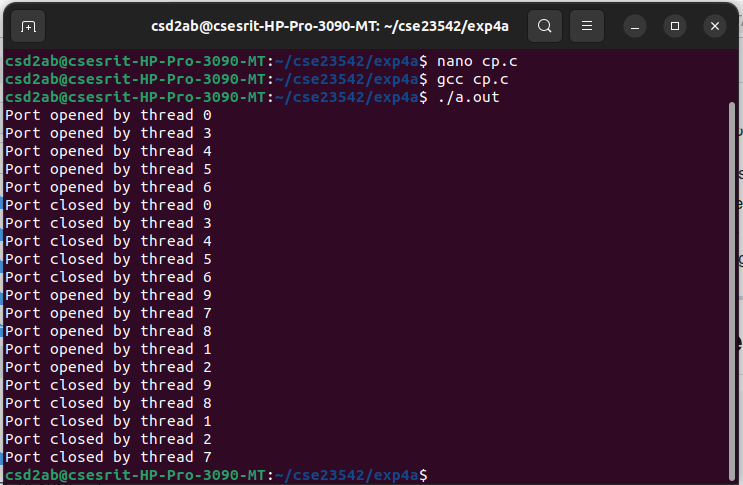 csd2ab@csesrit-HP-Pro-3090-MT: ~/cse23542/exp4a
csd2ab@csesrit-HP-Pro-3090-MT:~/cse23542/exp4a$ nano cp.c
csd2ab@csesrit-HP-Pro-3090-MT:~/cse23542/exp4a$ gcc cp.c
csd2ab@csesrit-HP-Pro-3090-MT:~/cse23542/exp4a$ ./a.out
Port opened by thread 0
Port opened by thread 3
Port opened by thread 4
Port opened by thread 5
Port opened by thread 6
Port closed by thread 0
Port closed by thread 3
Port closed by thread 4
Port closed by thread 5
Port closed by thread 6
Port opened by thread 9
Port opened by thread 7
Port opened by thread 8
Port opened by thread 1
Port opened by thread 2
Port closed by thread 9
Port closed by thread 8
Port closed by thread 1
Port closed by thread 2
Port closed by thread 7
csd2ab@csesrit-HP-Pro-3090-MT:~/cse23542/exp4a$